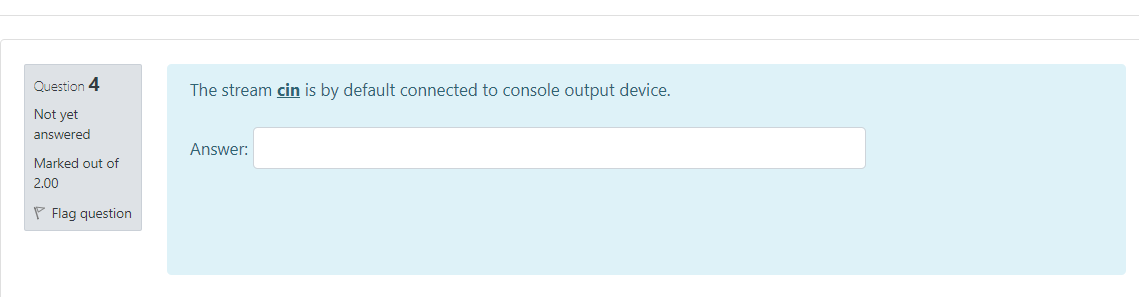 Question 4
Not yet
answered
Marked out of
2.00
Flag question
The stream cin is by default connected to console output device.
Answer: